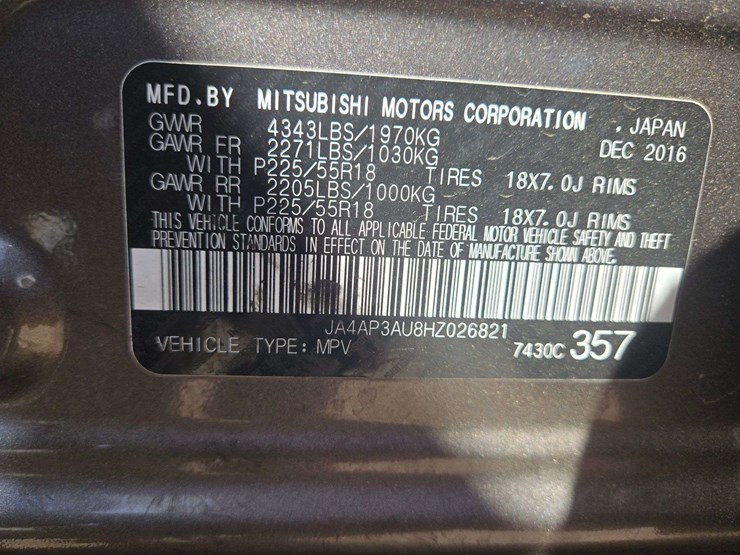 MFD.BY MITSUBISHI MOTORS CORPORATION , JAPAN
GVWR 4343LBS/1970KG DEC 2016
GAWR FR 2271LBS/1030KG
WITH P225/55R18 TIRES 18X7.0J RIMS
GAWR RR 2205LBS/1000KG
WITH P225/55R18 TIRES 18X7.0J RIMS
THIS VEHICLE CONFORMS TO ALL APPLICABLE FEDERAL MOTOR VEHICLE SAFETY AND THEFT
PREVENTION STANDARDS IN EFFECT ON THE DATE OF MANUFACTURE SHOWN ABOVE.
JA4AP3AU8HZ026821
VEHICLE TYPE: MPV 7430C 357